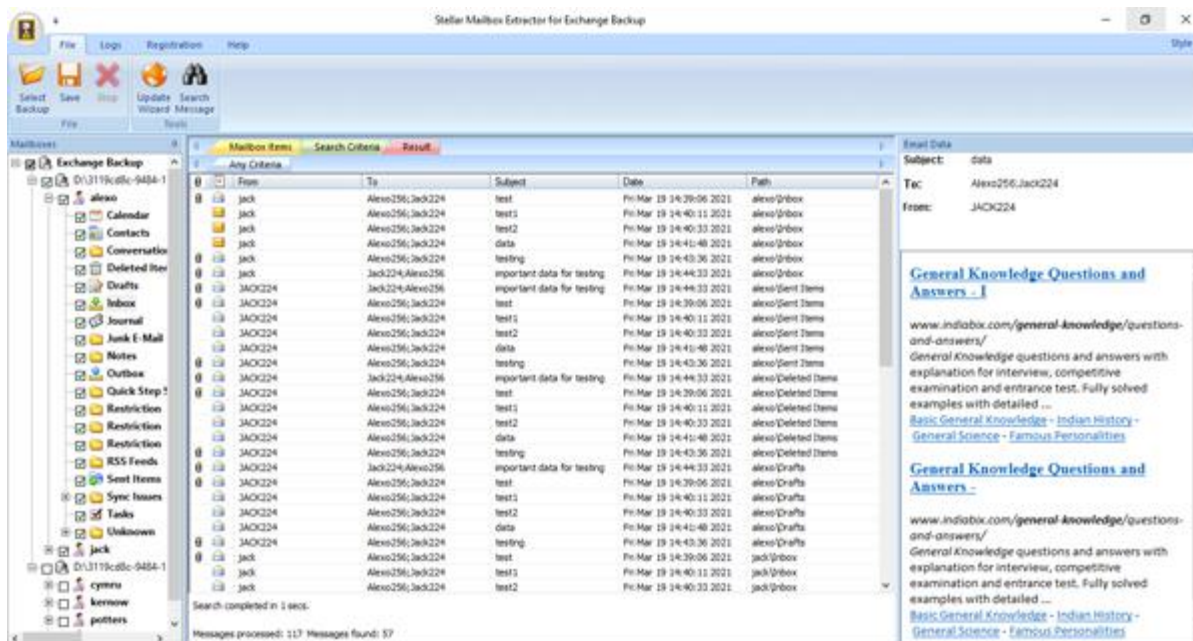 Stellar Mailbox Extractor for Exchange Backup
File Logs Registration Help Style
Select Backup Save Stop Update Wizard Search Message
File Tools
Mailboxes
Exchange Backup
D:\3119cd8c-9484-1
alexo
Calendar
Contacts
Conversation
Deleted Iter
Drafts
Inbox
Journal
Junk E-Mail
Notes
Outbox
Quick Step S
Restriction
Restriction
Restriction
RSS Feeds
Sent Items
Sync Issues
Tasks
Unknown
jack
D:\3119cd8c-9484-1
cymru
kernow
potters
Mailbox Items Search Criteria Result
Any Criteria
From To Subject Date Path
jack Alexo256;Jack224 test Fri Mar 19 14:39:06 2021 alexo\Inbox
jack Alexo256;Jack224 test1 Fri Mar 19 14:40:11 2021 alexo\Inbox
jack Alexo256;Jack224 test2 Fri Mar 19 14:40:33 2021 alexo\Inbox
jack Alexo256;Jack224 data Fri Mar 19 14:41:48 2021 alexo\Inbox
jack Alexo256;Jack224 testing Fri Mar 19 14:43:36 2021 alexo\Inbox
jack Jack224;Alexo256 important data for testing Fri Mar 19 14:44:33 2021 alexo\Inbox
JACK224 Jack224;Alexo256 important data for testing Fri Mar 19 14:44:33 2021 alexo\Sent Items
JACK224 Alexo256;Jack224 test Fri Mar 19 14:39:06 2021 alexo\Sent Items
JACK224 Alexo256;Jack224 test1 Fri Mar 19 14:40:11 2021 alexo\Sent Items
JACK224 Alexo256;Jack224 test2 Fri Mar 19 14:40:33 2021 alexo\Sent Items
JACK224 Alexo256;Jack224 data Fri Mar 19 14:41:48 2021 alexo\Sent Items
JACK224 Alexo256;Jack224 testing Fri Mar 19 14:43:36 2021 alexo\Sent Items
JACK224 Jack224;Alexo256 important data for testing Fri Mar 19 14:44:33 2021 alexo\Deleted Items
JACK224 Alexo256;Jack224 test Fri Mar 19 14:39:06 2021 alexo\Deleted Items
JACK224 Alexo256;Jack224 test1 Fri Mar 19 14:40:11 2021 alexo\Deleted Items
JACK224 Alexo256;Jack224 test2 Fri Mar 19 14:40:33 2021 alexo\Deleted Items
JACK224 Alexo256;Jack224 data Fri Mar 19 14:41:48 2021 alexo\Deleted Items
JACK224 Alexo256;Jack224 testing Fri Mar 19 14:43:36 2021 alexo\Deleted Items
JACK224 Jack224;Alexo256 important data for testing Fri Mar 19 14:44:33 2021 alexo\Drafts
JACK224 Alexo256;Jack224 test Fri Mar 19 14:39:06 2021 alexo\Drafts
JACK224 Alexo256;Jack224 test1 Fri Mar 19 14:40:11 2021 alexo\Drafts
JACK224 Alexo256;Jack224 test2 Fri Mar 19 14:40:33 2021 alexo\Drafts
JACK224 Alexo256;Jack224 data Fri Mar 19 14:41:48 2021 alexo\Drafts
JACK224 Alexo256;Jack224 testing Fri Mar 19 14:43:36 2021 alexo\Drafts
jack Alexo256;Jack224 test Fri Mar 19 14:39:06 2021 jack\Inbox
jack Alexo256;Jack224 test1 Fri Mar 19 14:40:11 2021 jack\Inbox
jack Alexo256;Jack224 test2 Fri Mar 19 14:40:33 2021 jack\Inbox
Search completed in 1 secs.
Messages processed: 117 Messages found: 57
Email Data
Subject: data
To: Alexo256;Jack224
From: JACK224
General Knowledge Questions and
Answers - I
www.indiabix.com/general-knowledge/questions-
and-answers/
General Knowledge questions and answers with
explanation for interview, competitive
examination and entrance test. Fully solved
examples with detailed ...
Basic General Knowledge - Indian History -
General Science - Famous Personalities
General Knowledge Questions and
Answers -
www.indiabix.com/general-knowledge/questions-
and-answers/
General Knowledge questions and answers with
explanation for interview, competitive
examination and entrance test. Fully solved
examples with detailed ...
Basic General Knowledge - Indian History -
General Science - Famous Personalities